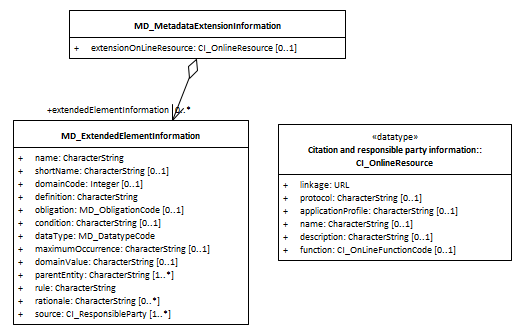 MD_MetadataExtensionInformation
+ extensionOnLineResource: CI_OnlineResource [0..1]
+extendedElementInformation 0..*
MD_ExtendedElementInformation
+ name: CharacterString
+ shortName: CharacterString [0..1]
+ domainCode: Integer [0..1]
+ definition: CharacterString
+ obligation: MD_ObligationCode [0..1]
+ condition: CharacterString [0..1]
+ dataType: MD_DatatypeCode
+ maximumOccurrence: CharacterString [0..1]
+ domainValue: CharacterString [0..1]
+ parentEntity: CharacterString [1..*]
+ rule: CharacterString
+ rationale: CharacterString [0..*]
+ source: CI_ResponsibleParty [1..*]
«datatype»
Citation and responsible party information::
CI_OnlineResource
+ linkage: URL
+ protocol: CharacterString [0..1]
+ applicationProfile: CharacterString [0..1]
+ name: CharacterString [0..1]
+ description: CharacterString [0..1]
+ function: CI_OnLineFunctionCode [0..1]